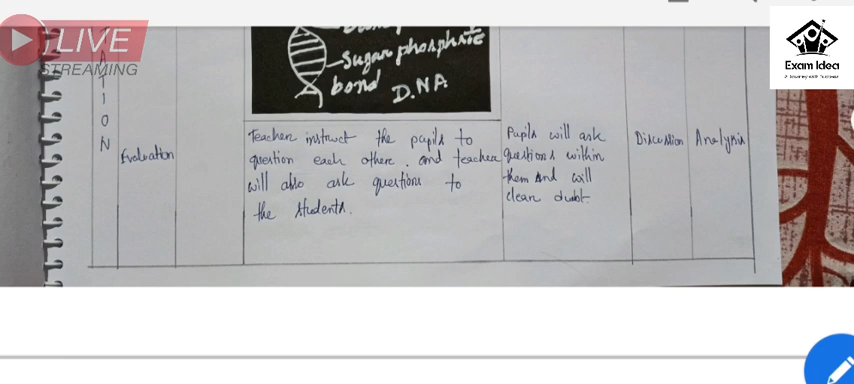 LIVE
STREAMING
Exam Idea
A
T
I
O
N
Sugar phosphate
bond
D.NA
Evaluation
Teacher instruct the pupils to
question each other. and teacher
will also ask questions to
the students.
Pupils will ask
questions within
them and will
clear doubt.
Discussion
Analysis